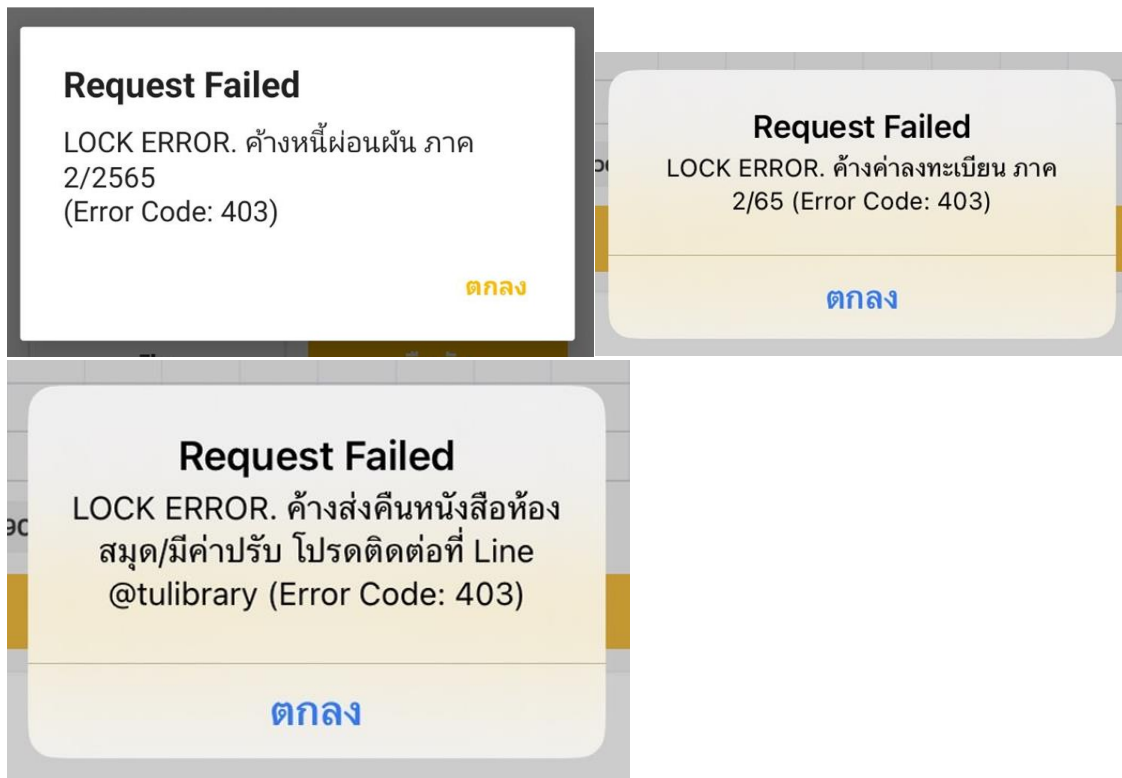 Request Failed
LOCK ERROR. ค้างหนี้ผ่อนผัน ภาค
2/2565
(Error Code: 403)
ตกลง
Request Failed
LOCK ERROR. ค้างค่าลงทะเบียน ภาค
2/65 (Error Code: 403)
ตกลง
Request Failed
LOCK ERROR. ค้างส่งคืนหนังสือห้อง
สมุด/มีค่าปรับ โปรดติดต่อที่ Line
@tulibrary (Error Code: 403)
ตกลง